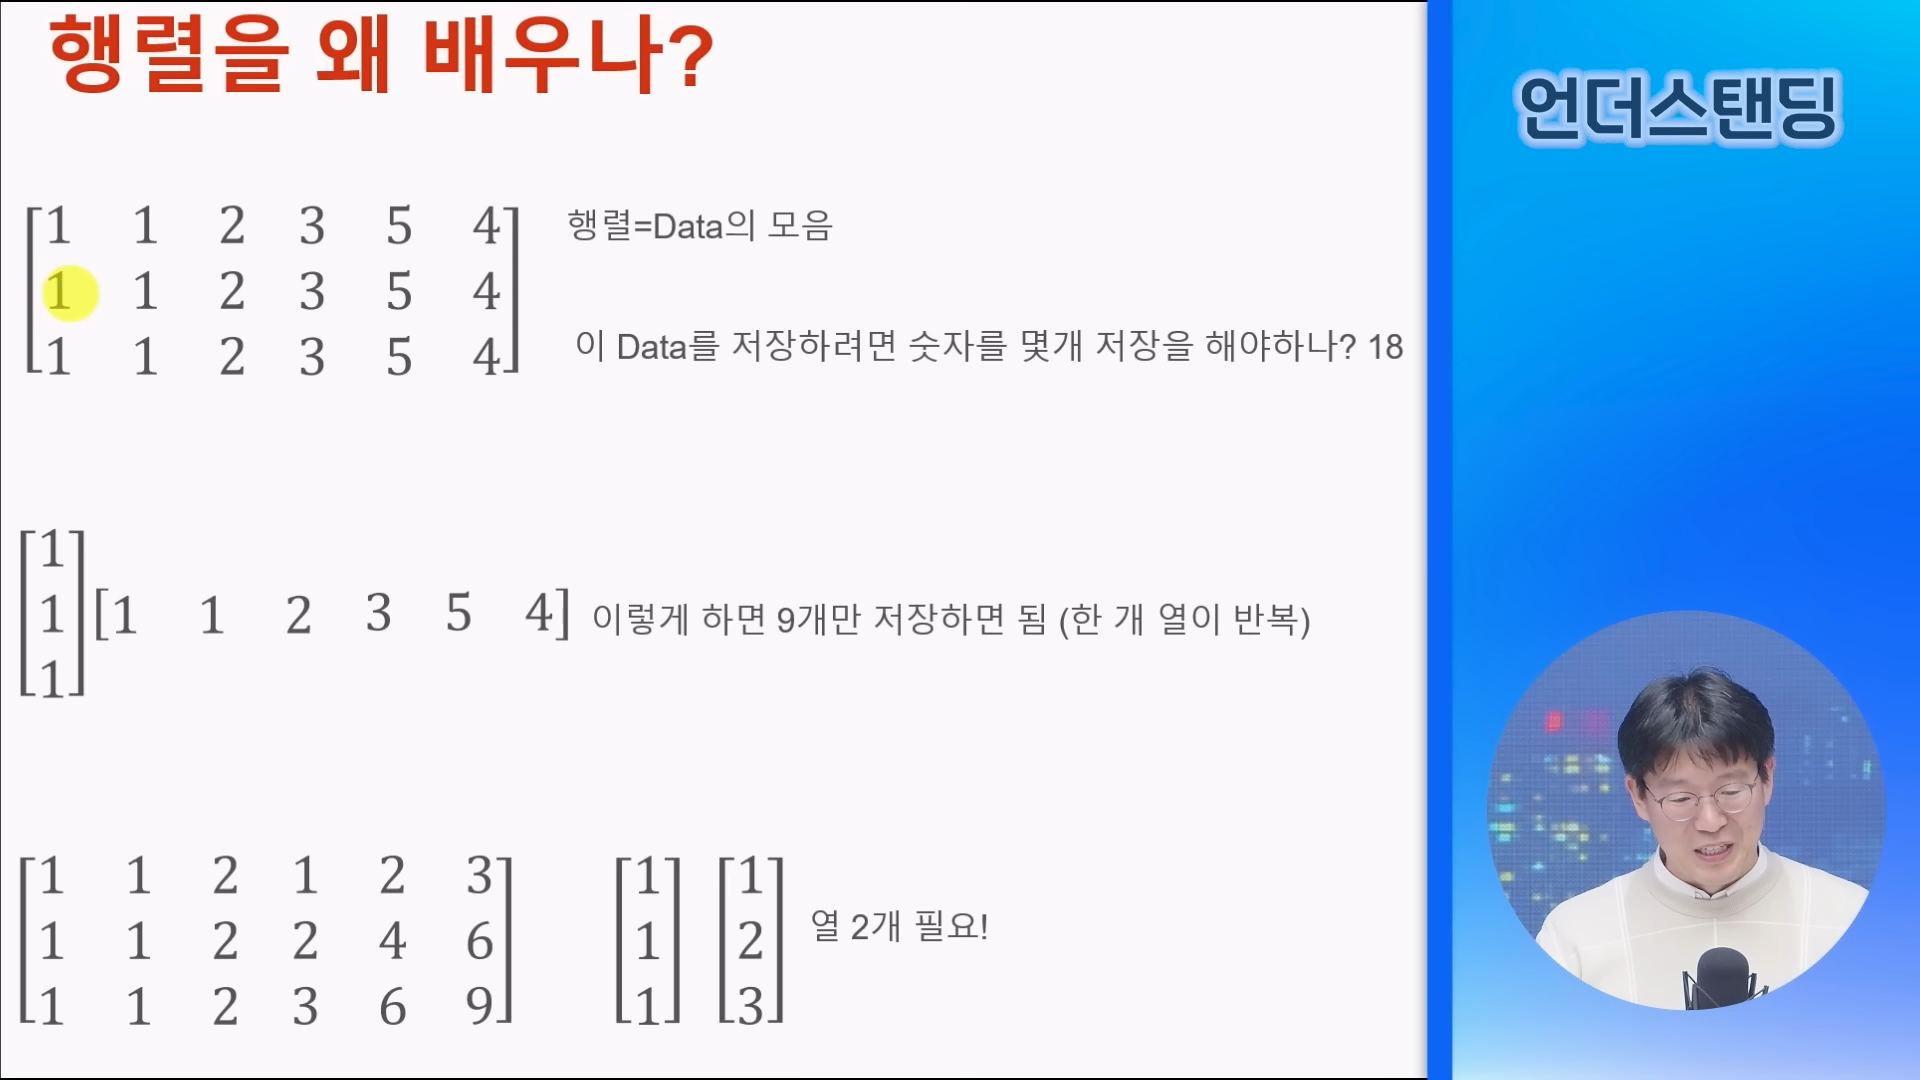 행렬을 왜 배우나?
언더스탠딩
1 1 2 3 5 4
1 1 2 3 5 4
1 1 2 3 5 4
행렬=Data의 모음
이 Data를 저장하려면 숫자를 몇개 저장을 해야하나? 18
1
1
1
[1 1 2 3 5 4]
이렇게 하면 9개만 저장하면 됨 (한 개 열이 반복)
1 1 2 1 2 3
1 1 2 2 4 6
1 1 2 3 6 9
1
1
1
1
2
3
열 2개 필요!